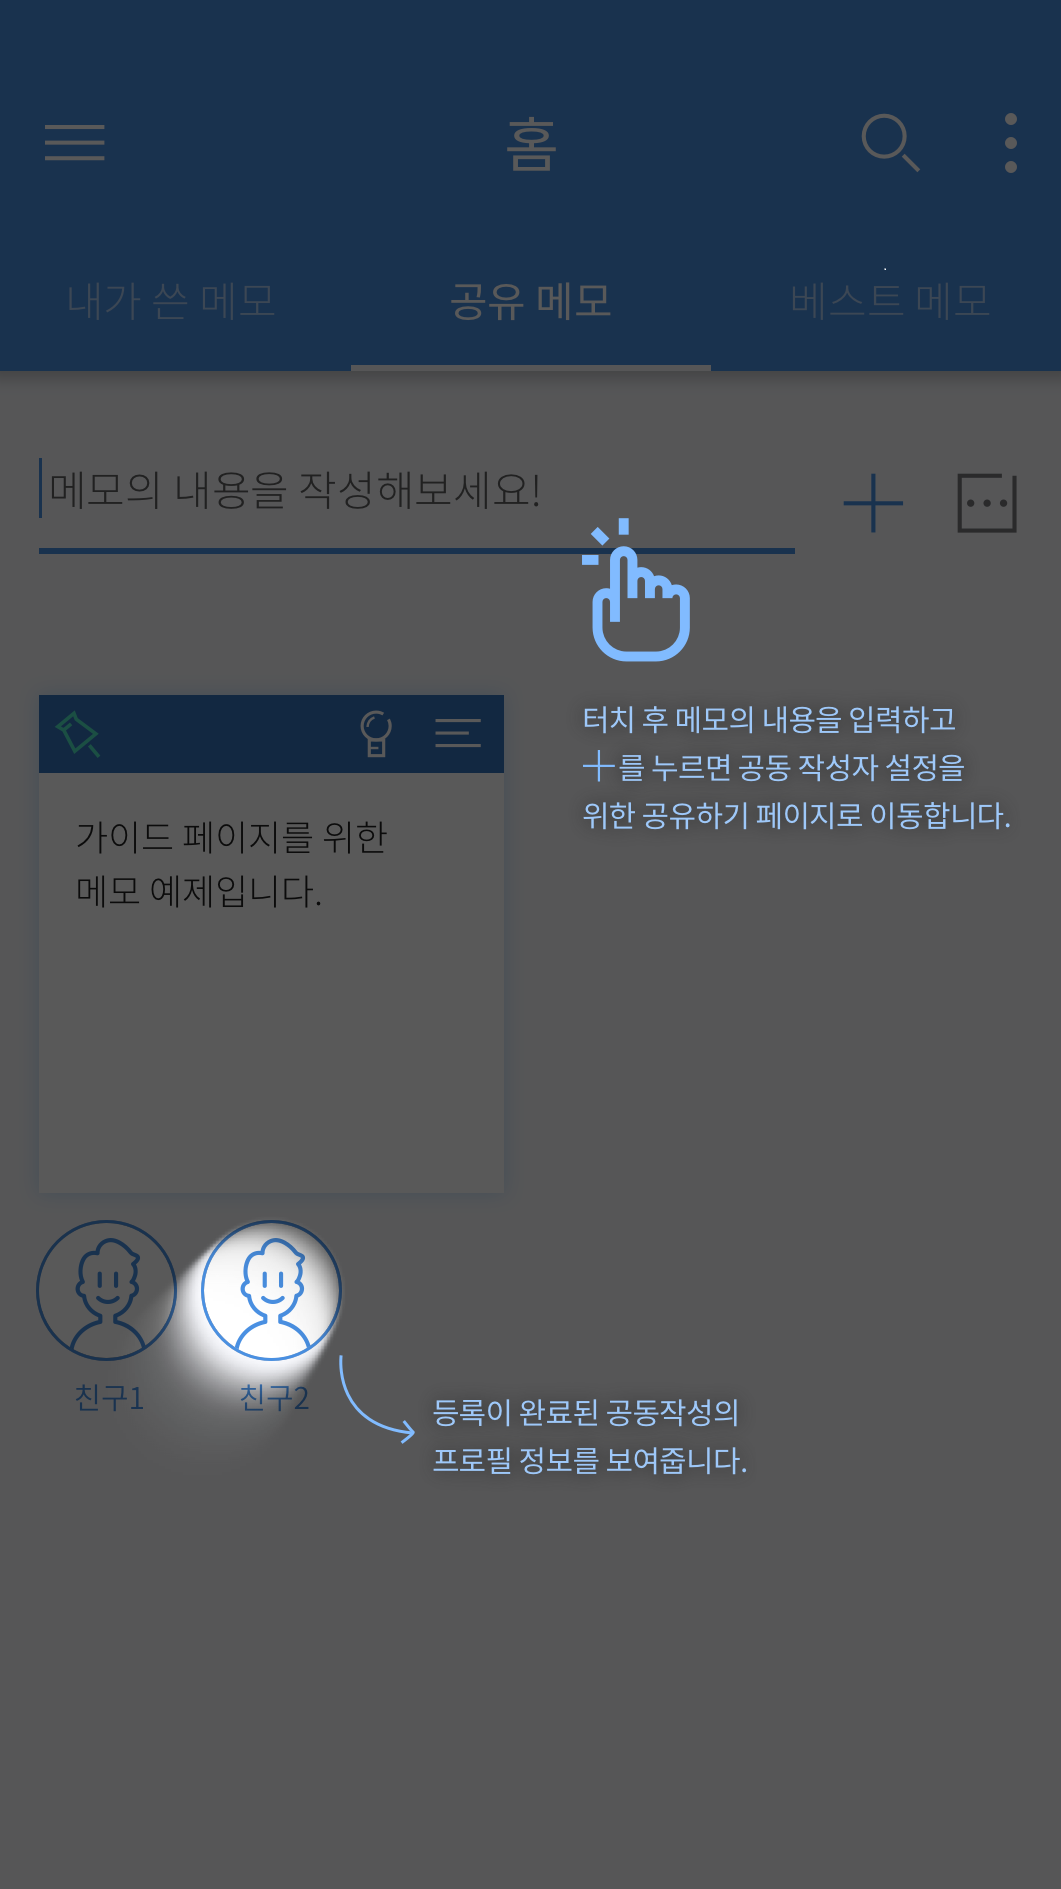 홈
내가 쓴 메모
공유 메모
베스트 메모
메모의 내용을 작성해보세요!
터치 후 메모의 내용을 입력하고
+를 누르면 공동 작성자 설정을
위한 공유하기 페이지로 이동합니다.
가이드 페이지를 위한
메모 예제입니다.
친구1
친구2
등록이 완료된 공동작성의
프로필 정보를 보여줍니다.